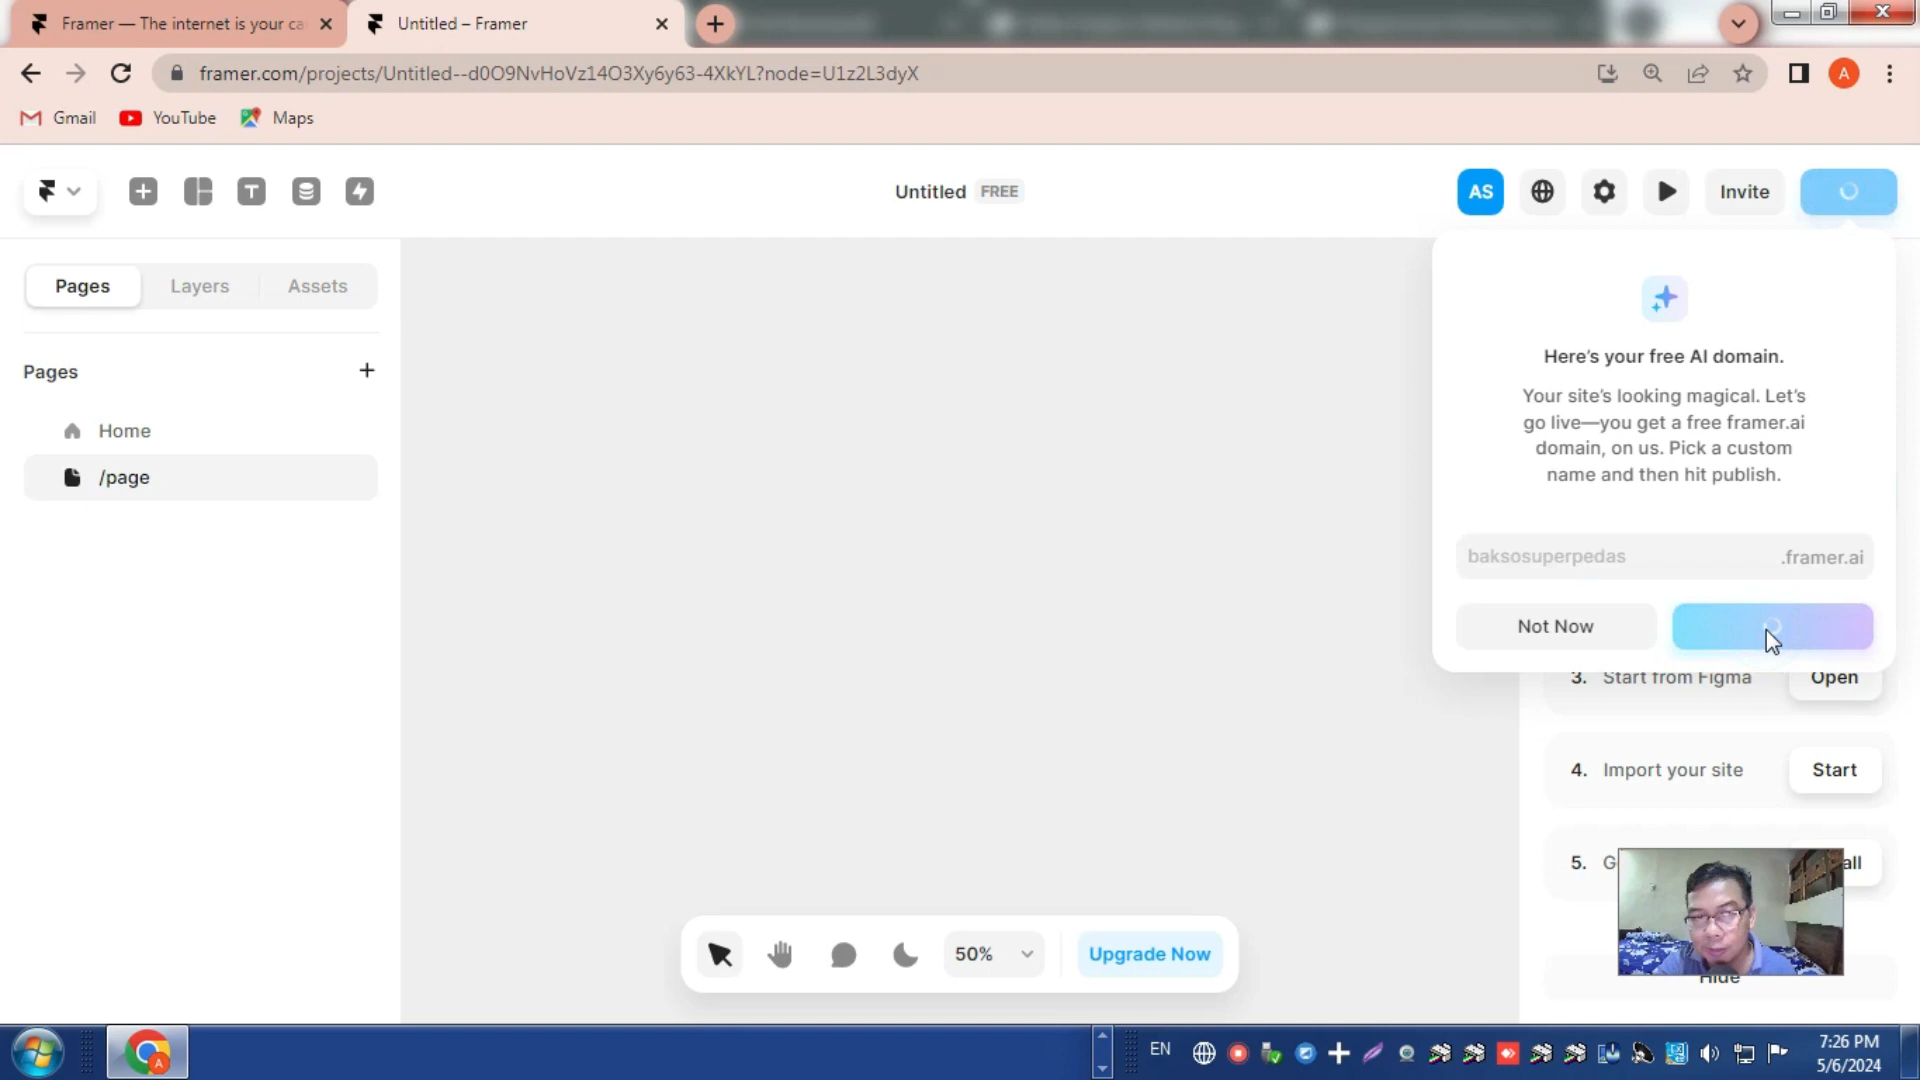 Framer — The internet is your ca
Untitled – Framer
framer.com/projects/Untitled--d0O9NvHoVz14O3Xy6y63-4XkYL?node=U1z2L3dyX
A
Gmail
YouTube
Maps
Untitled FREE
AS
Invite
Pages
Layers
Assets
Pages
Home
/page
Here's your free AI domain.
Your site's looking magical. Let's
go live—you get a free framer.ai
domain, on us. Pick a custom
name and then hit publish.
baksosuperpedas .framer.ai
Not Now
3. Start from Figma Open
4. Import your site Start
5. G all
Hide
50%
Upgrade Now
EN
7:26 PM
5/6/2024